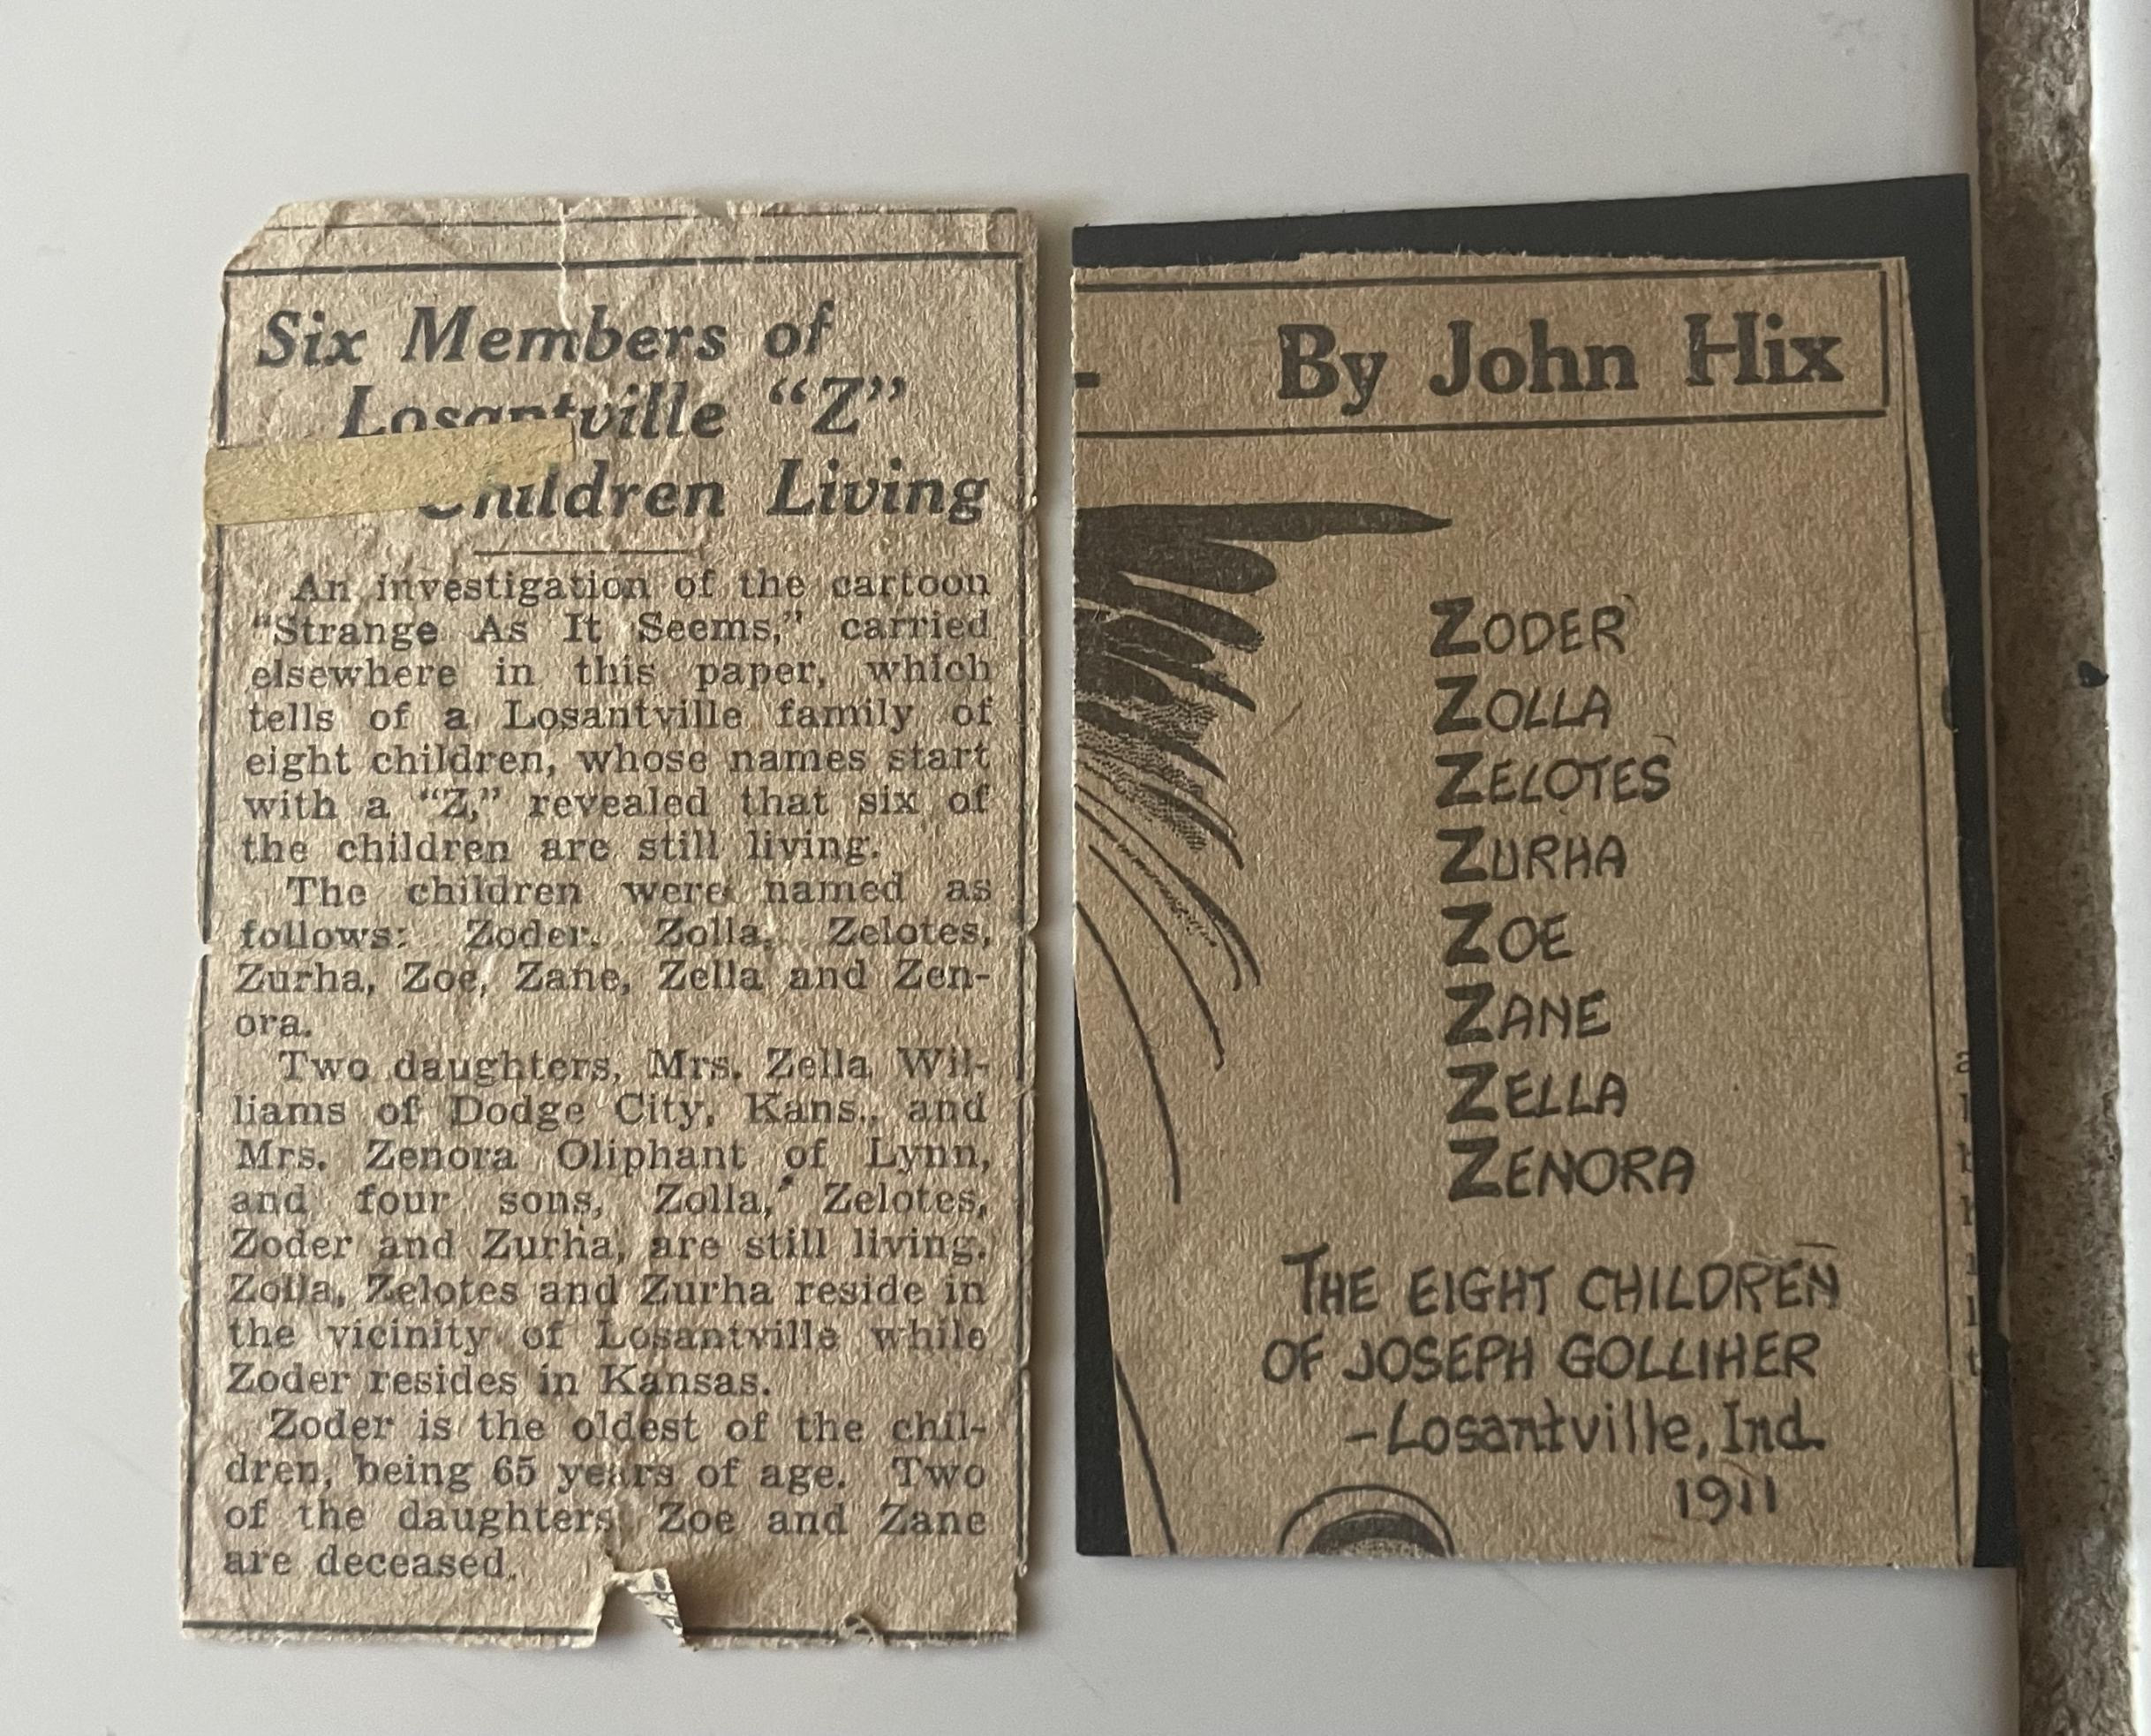 Six Members of
Losantville “Z”
Children Living
An investigation of the cartoon
“Strange As It Seems,” carried
elsewhere in this paper, which
tells of a Losantville family of
eight children, whose names start
with a “Z,” revealed that six of
the children are still living.
The children were named as
follows: Zoder, Zolla, Zelotes,
Zurha, Zoe, Zane, Zella and Zen-
ora.
Two daughters, Mrs. Zella Wil-
liams of Dodge City, Kans., and
Mrs. Zenora Oliphant of Lynn,
and four sons, Zolla, Zelotes,
Zoder and Zurha, are still living.
Zolla, Zelotes and Zurha reside in
the vicinity of Losantville while
Zoder resides in Kansas.
Zoder is the oldest of the chil-
dren, being 65 years of age. Two
of the daughters Zoe and Zane
are deceased.
- By John Hix
ZODER
ZOLLA
ZELOTES
ZURHA
ZOE
ZANE
ZELLA
ZENORA
THE EIGHT CHILDREN
OF JOSEPH GOLLIHER
-Losantville, Ind.
1911